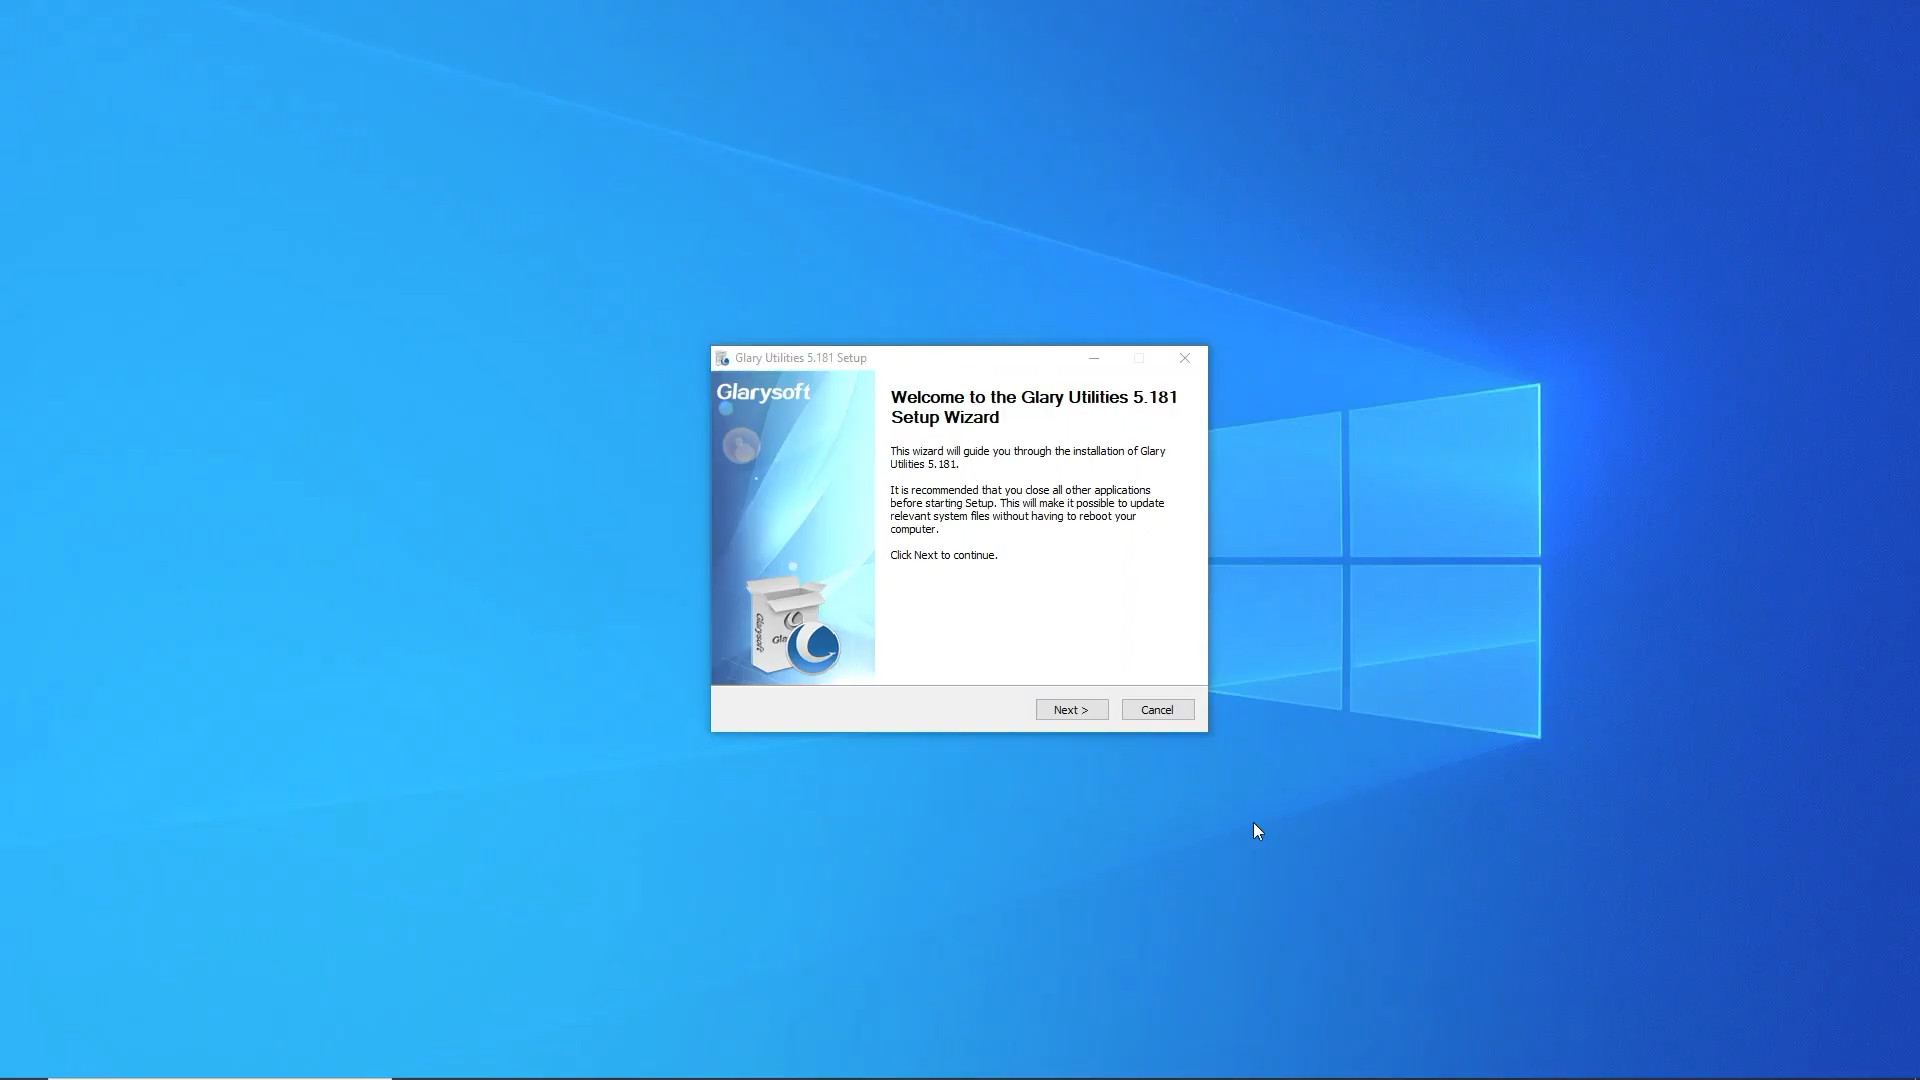 Glary Utilities 5.181 Setup
Glarysoft
Welcome to the Glary Utilities 5.181
Setup Wizard
This wizard will guide you through the installation of Glary
Utilities 5.181.
It is recommended that you close all other applications
before starting Setup. This will make it possible to update
relevant system files without having to reboot your
computer.
Click Next to continue.
Glarysoft
Gla
Next >
Cancel